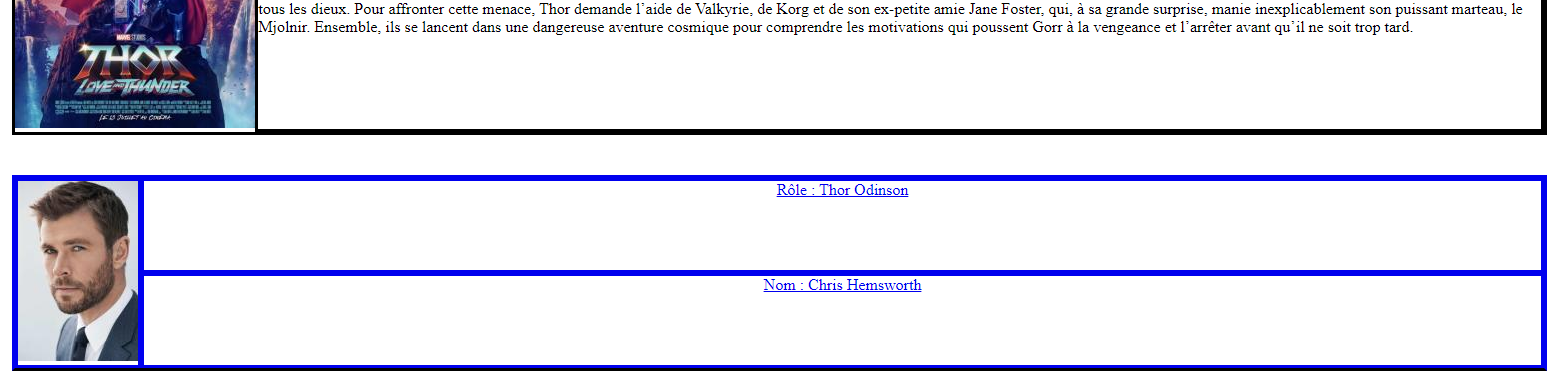 tous les dieux. Pour affronter cette menace, Thor demande l’aide de Valkyrie, de Korg et de son ex-petite amie Jane Foster, qui, à sa grande surprise, manie inexplicablement son puissant marteau, le
Mjolnir. Ensemble, ils se lancent dans une dangereuse aventure cosmique pour comprendre les motivations qui poussent Gorr à la vengeance et l’arrêter avant qu’il ne soit trop tard.
MARVEL STUDIOS
THOR
LOVE AND THUNDER
LE 13 JUILLET AU CINÉMA
Rôle : Thor Odinson
Nom : Chris Hemsworth